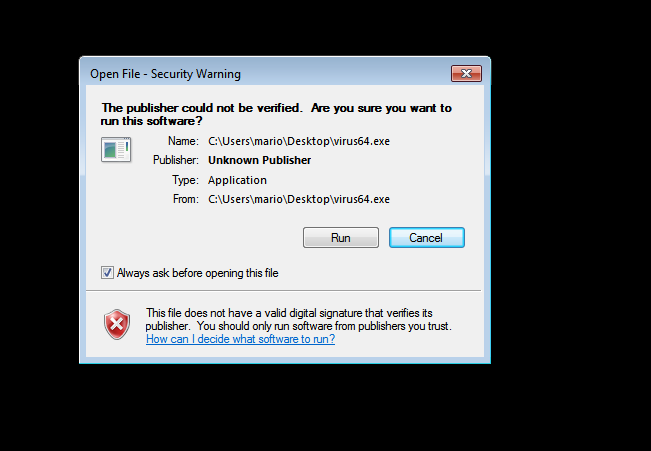 Open File - Security Warning
The publisher could not be verified.  Are you sure you want to
run this software?
Name: C:\Users\mario\Desktop\virus64.exe
Publisher: Unknown Publisher
Type: Application
From: C:\Users\mario\Desktop\virus64.exe
Run Cancel
Always ask before opening this file
This file does not have a valid digital signature that verifies its
publisher.  You should only run software from publishers you trust.
How can I decide what software to run?